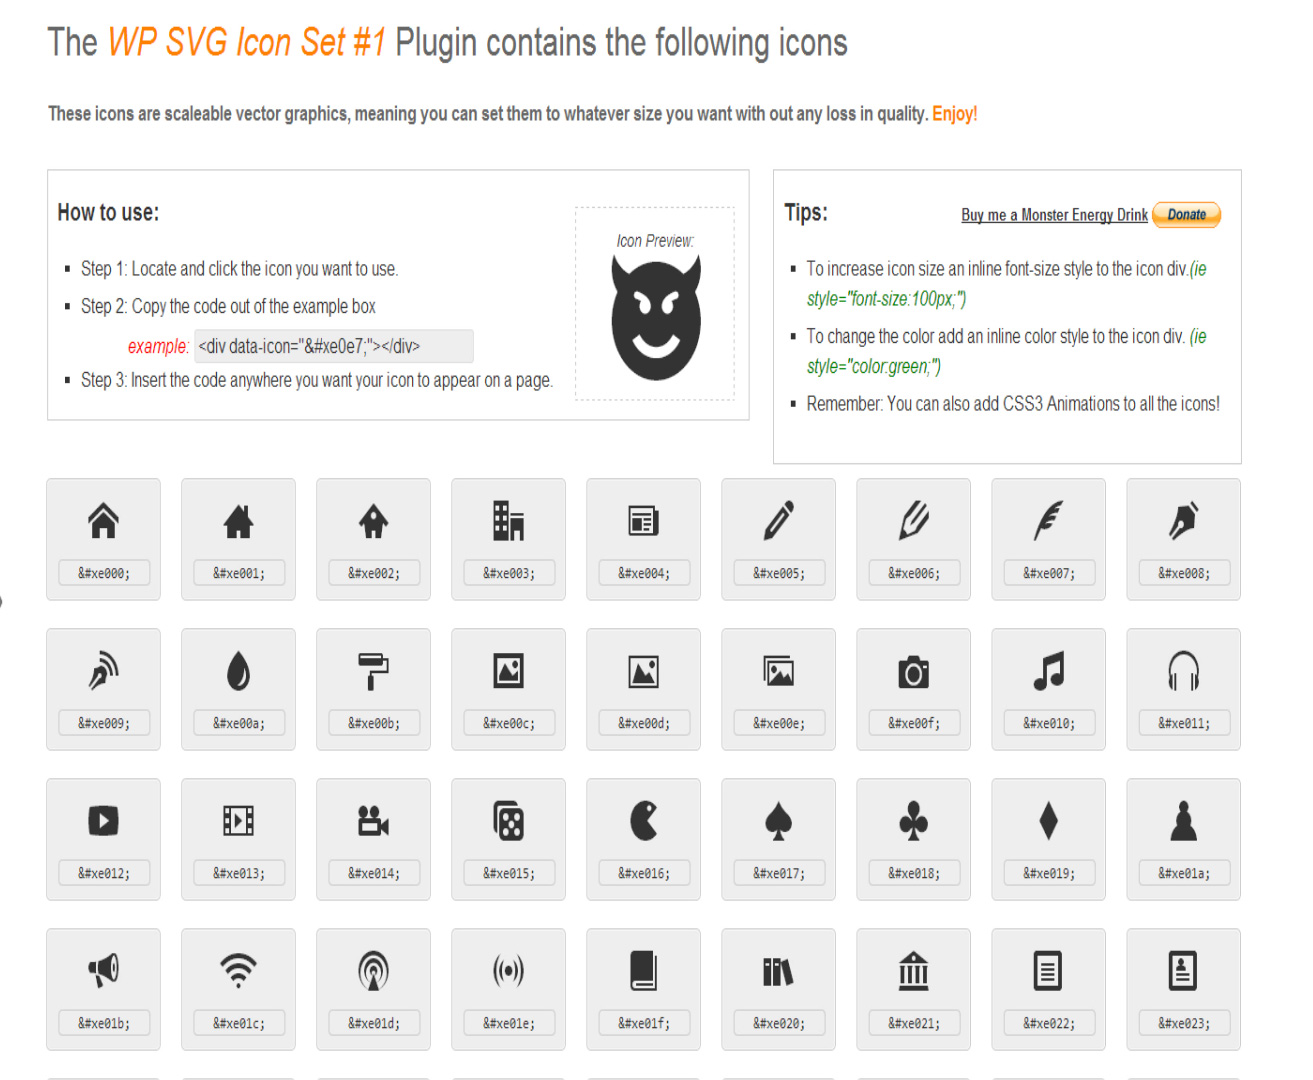 The WP SVG Icon Set #1 Plugin contains the following icons
These icons are scaleable vector graphics, meaning you can set them to whatever size you want with out any loss in quality. Enjoy!
How to use:
Step 1: Locate and click the icon you want to use.
Step 2: Copy the code out of the example box
example: <div data-icon="&#xe0e7;"></div>
Step 3: Insert the code anywhere you want your icon to appear on a page.
Icon Preview:
Tips:
Buy me a Monster Energy Drink Donate
To increase icon size an inline font-size style to the icon div.(ie
style="font-size:100px;")
To change the color add an inline color style to the icon div. (ie
style="color:green;")
Remember: You can also add CSS3 Animations to all the icons!
&#xe000; &#xe001; &#xe002; &#xe003; &#xe004; &#xe005; &#xe006; &#xe007; &#xe008;
&#xe009; &#xe00a; &#xe00b; &#xe00c; &#xe00d; &#xe00e; &#xe00f; &#xe010; &#xe011;
&#xe012; &#xe013; &#xe014; &#xe015; &#xe016; &#xe017; &#xe018; &#xe019; &#xe01a;
&#xe01b; &#xe01c; &#xe01d; &#xe01e; &#xe01f; &#xe020; &#xe021; &#xe022; &#xe023;